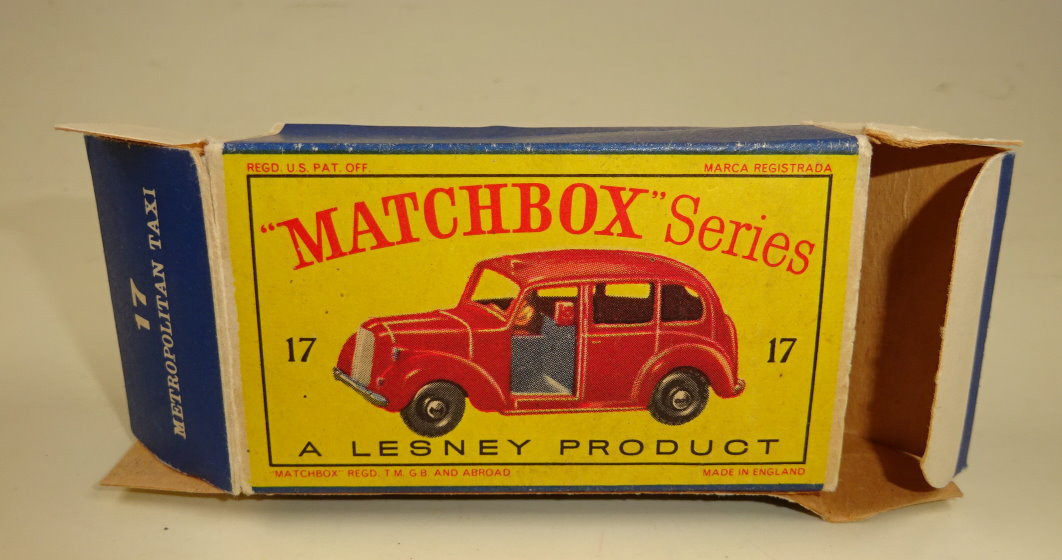 17
METROPOLITAN TAXI
REGD. U.S. PAT. OFF.
MARCA REGISTRADA
"MATCHBOX" Series
17
17
A LESNEY PRODUCT
"MATCHBOX" REGD. T.M. G.B. AND ABROAD
MADE IN ENGLAND